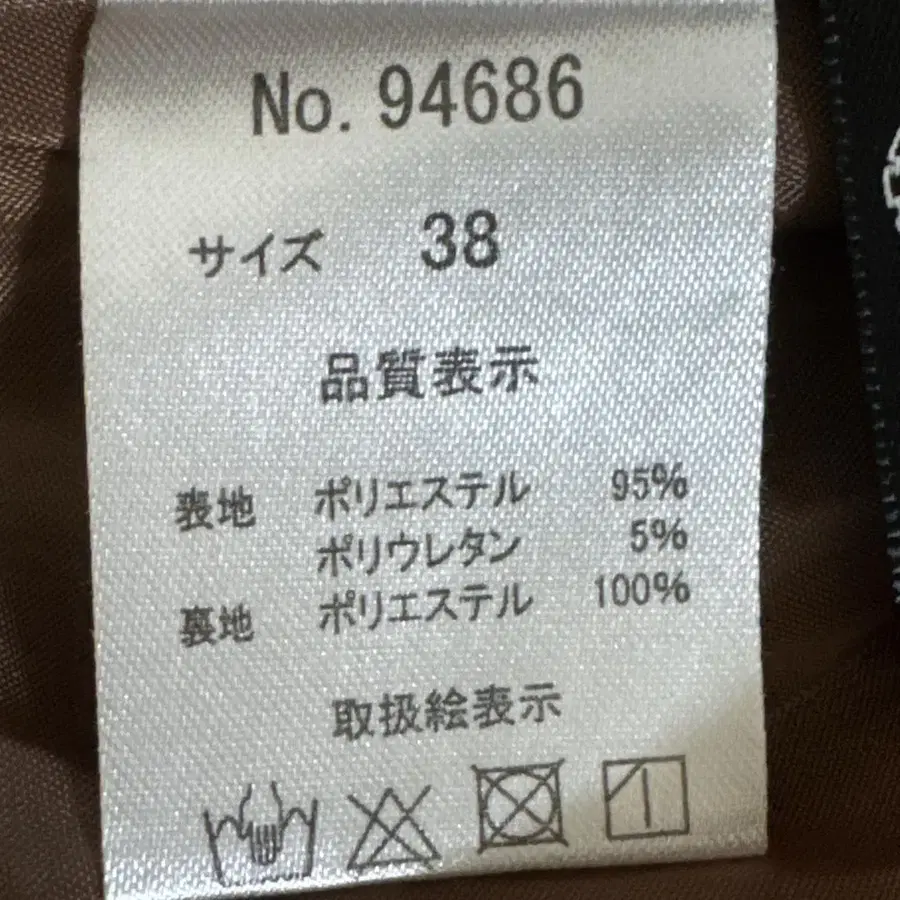 No. 94686
サイズ 38
品質表示
表地 ポリエステル 95%
ポリウレタン 5%
裏地 ポリエステル 100%
取扱絵表示